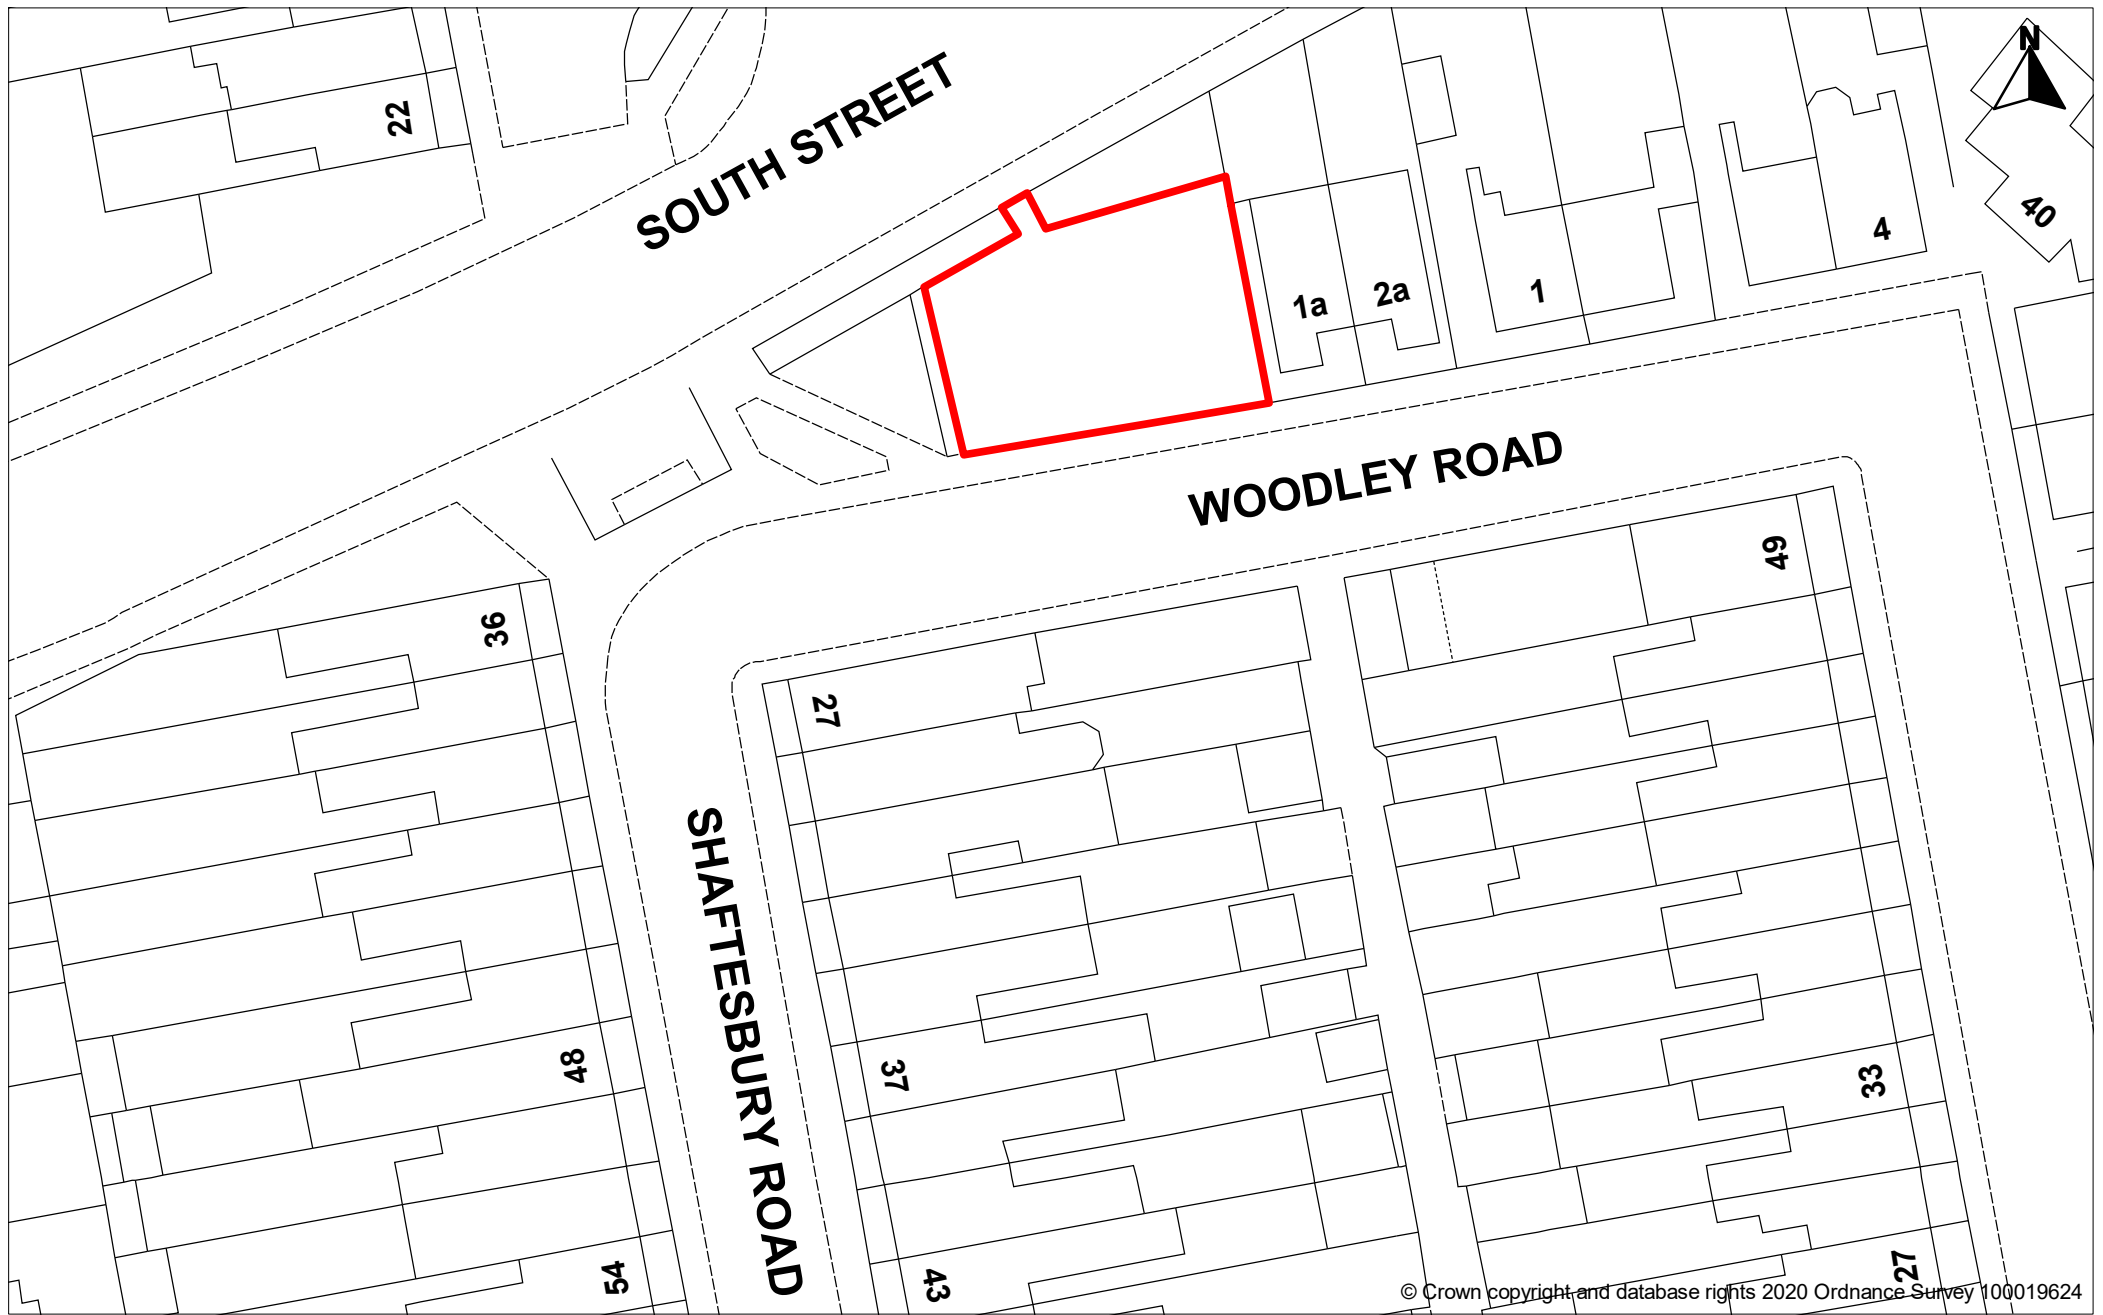 N
22
SOUTH STREET
40
4
1
1a
2a
WOODLEY ROAD
49
36
27
SHAFTESBURY ROAD
48
37
33
54
43
27
© Crown copyright and database rights 2020 Ordnance Survey 100019624